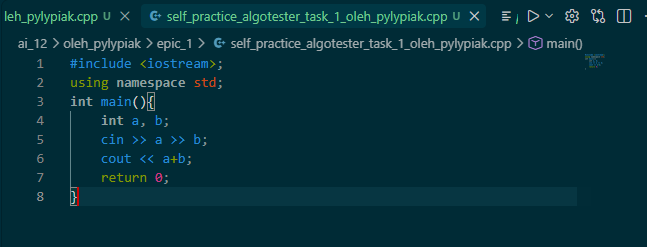 leh_pylypiak.cpp U self_practice_algotester_task_1_oleh_pylypiak.cpp U
ai_12 > oleh_pylypiak > epic_1 > self_practice_algotester_task_1_oleh_pylypiak.cpp > main()
1 #include <iostream>;
2 using namespace std;
3 int main(){
4 int a, b;
5 cin >> a >> b;
6 cout << a+b;
7 return 0;
8 }